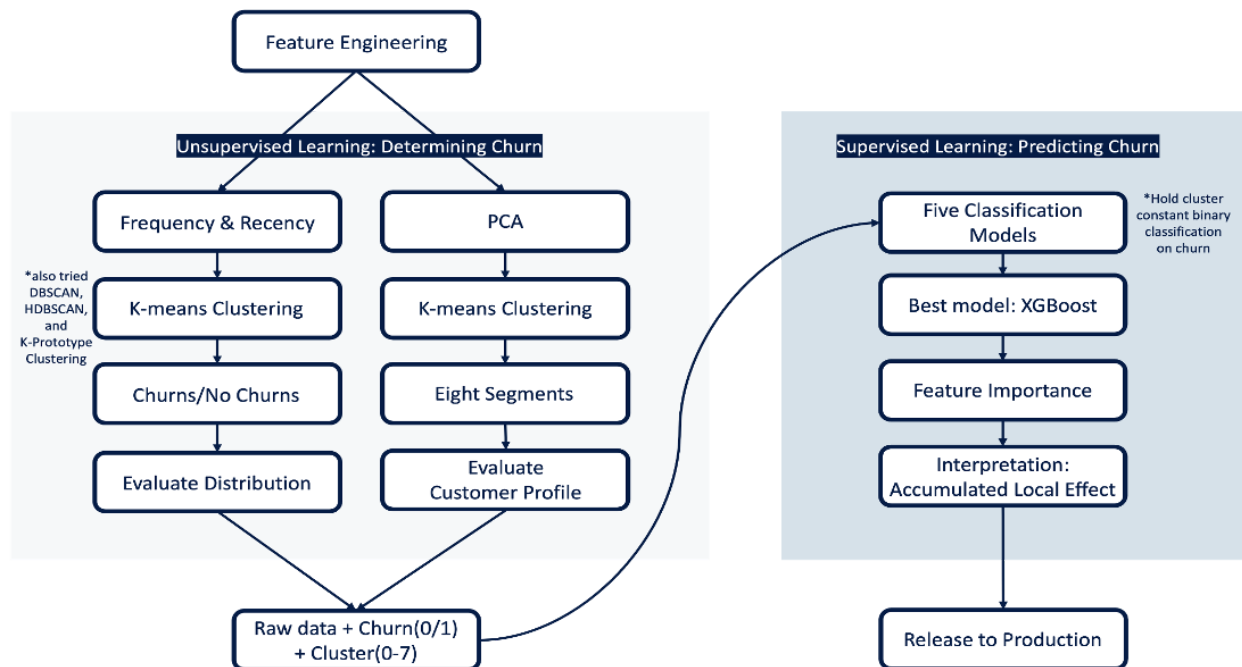 Feature Engineering
Unsupervised Learning: Determining Churn
Frequency & Recency
*also tried
DBSCAN,
HDBSCAN,
and
K-Prototype
Clustering
K-means Clustering
Churns/No Churns
Evaluate Distribution
PCA
K-means Clustering
Eight Segments
Evaluate
Customer Profile
Raw data + Churn(0/1)
+ Cluster(0-7)
Supervised Learning: Predicting Churn
Five Classification
Models
*Hold cluster
constant binary
classification
on churn
Best model: XGBoost
Feature Importance
Interpretation:
Accumulated Local Effect
Release to Production